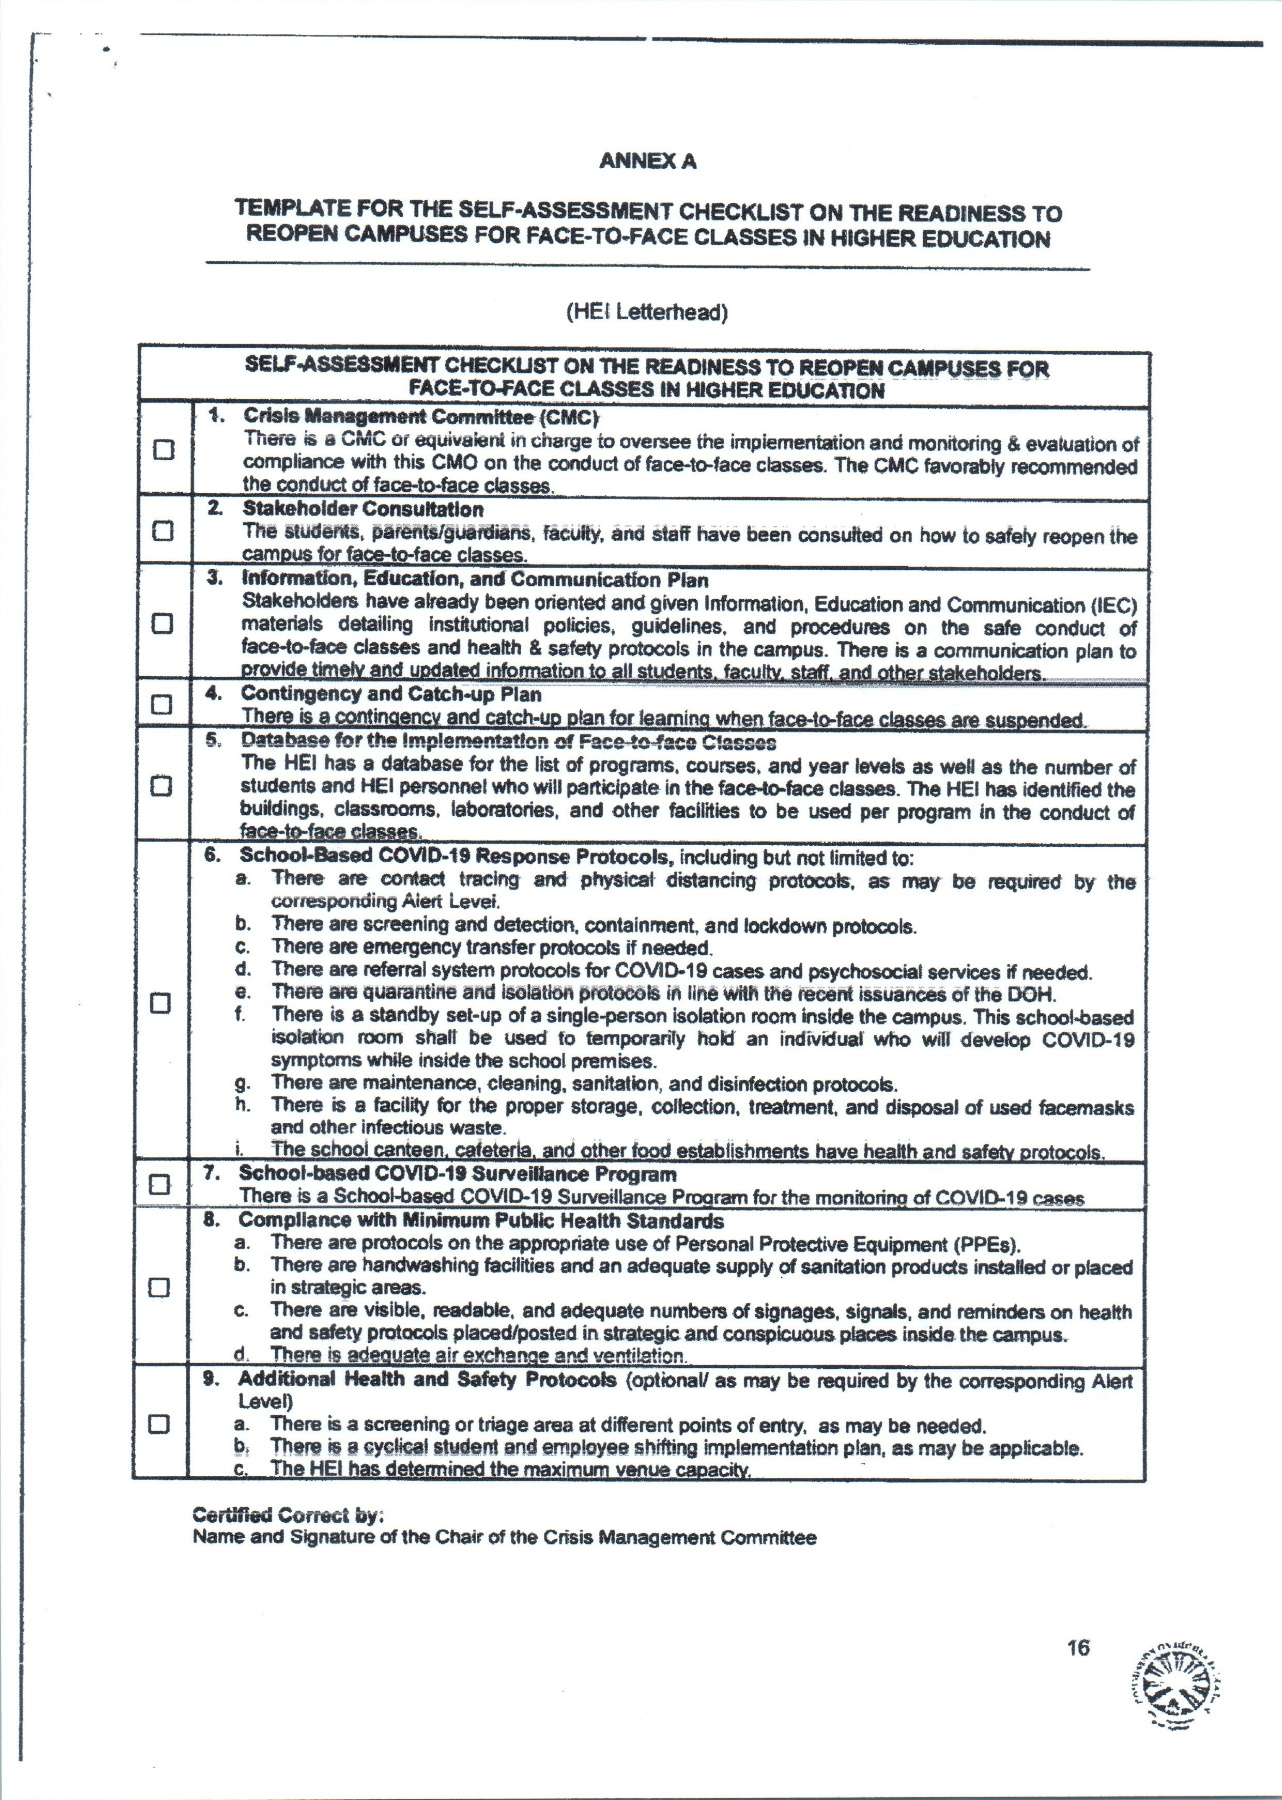 ANNEX A
TEMPLATE FOR THE SELF-ASSESSMENT CHECKLIST ON THE READINESS TO
REOPEN CAMPUSES FOR FACE-TO-FACE CLASSES IN HIGHER EDUCATION
(HEI Letterhead)
SELF-ASSESSMENT CHECKLIST ON THE READINESS TO REOPEN CAMPUSES FOR
FACE-TO-FACE CLASSES IN HIGHER EDUCATION
1. Crisis Management Committee (CMC)
There is a CMC or equivalent in charge to oversee the implementation and monitoring & evaluation of
compliance with this CMO on the conduct of face-to-face classes. The CMC favorably recommended
the conduct of face-to-face classes.
2. Stakeholder Consultation
The students, parents/guardians, faculty, and staff have been consulted on how to safely reopen the
campus for face-to-face classes.
3. Information, Education, and Communication Plan
Stakeholders have already been oriented and given Information, Education and Communication (IEC)
materials detailing institutional policies, guidelines, and procedures on the safe conduct of
face-to-face classes and health & safety protocols in the campus. There is a communication plan to
provide timely and updated information to all students, faculty, staff, and other stakeholders.
4. Contingency and Catch-up Plan
There is a contingency and catch-up plan for learning when face-to-face classes are suspended.
5. Database for the Implementation of Face-to-face Classes
The HEI has a database for the list of programs, courses, and year levels as well as the number of
students and HEI personnel who will participate in the face-to-face classes. The HEI has identified the
buildings, classrooms, laboratories, and other facilities to be used per program in the conduct of
face-to-face classes.
6. School-Based COVID-19 Response Protocols, including but not limited to:
a. There are contact tracing and physical distancing protocols, as may be required by the
corresponding Alert Level.
b. There are screening and detection, containment, and lockdown protocols.
c. There are emergency transfer protocols if needed.
d. There are referral system protocols for COVID-19 cases and psychosocial services if needed.
e. There are quarantine and isolation protocols in line with the recent issuances of the DOH.
f. There is a standby set-up of a single-person isolation room inside the campus. This school-based
isolation room shall be used to temporarily hold an individual who will develop COVID-19
symptoms while inside the school premises.
g. There are maintenance, cleaning, sanitation, and disinfection protocols.
h. There is a facility for the proper storage, collection, treatment, and disposal of used facemasks
and other infectious waste.
i. The school canteen, cafeteria, and other food establishments have health and safety protocols.
7. School-based COVID-19 Surveillance Program
There is a School-based COVID-19 Surveillance Program for the monitoring of COVID-19 cases
8. Compliance with Minimum Public Health Standards
a. There are protocols on the appropriate use of Personal Protective Equipment (PPEs).
b. There are handwashing facilities and an adequate supply of sanitation products installed or placed
in strategic areas.
c. There are visible, readable, and adequate numbers of signages, signals, and reminders on health
and safety protocols placed/posted in strategic and conspicuous places inside the campus.
d. There is adequate air exchange and ventilation.
9. Additional Health and Safety Protocols (optional/ as may be required by the corresponding Alert
Level)
a. There is a screening or triage area at different points of entry, as may be needed.
b. There is a cyclical student and employee shifting implementation plan, as may be applicable.
c. The HEI has determined the maximum venue capacity.
Certified Correct by:
Name and Signature of the Chair of the Crisis Management Committee
16